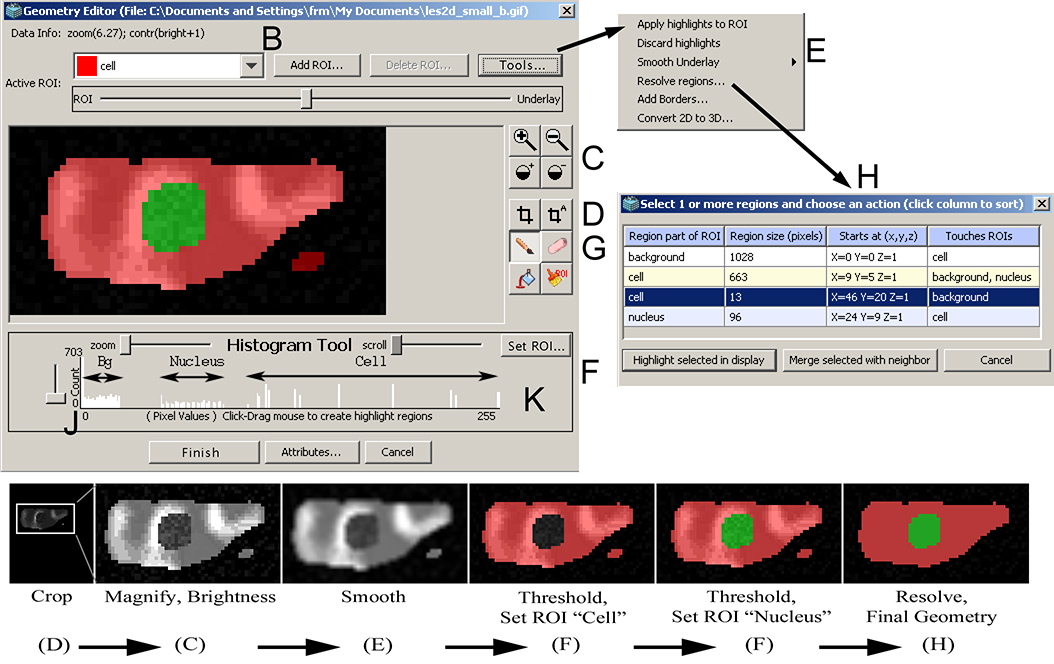 Geometry Editor (File: C:\Documents and Settings\frm\My Documents\les2d_small_b.gif)
Data Info: zoom(6.27); contr(bright+1)
B
Active ROI:
cell
Add ROI...
Delete ROI...
Tools...
ROI
Underlay
C
D
G
ROI
Histogram Tool
zoom
scroll
Set ROI...
703
Count
0
Bg
Nucleus
Cell
F
K
J
0
( Pixel Values ) Click-Drag mouse to create highlight regions
255
Finish
Attributes...
Cancel
Apply highlights to ROI
Discard highlights
Smooth Underlay
Resolve regions...
Add Borders...
Convert 2D to 3D...
E
H
Select 1 or more regions and choose an action (click column to sort)
Region part of ROI Region size (pixels) Starts at (x,y,z) Touches ROIs
background 1028 X=0 Y=0 Z=1 cell
cell 663 X=9 Y=5 Z=1 background, nucleus
cell 13 X=46 Y=20 Z=1 background
nucleus 96 X=24 Y=9 Z=1 cell
Highlight selected in display
Merge selected with neighbor
Cancel
Crop
Magnify, Brightness
Smooth
Threshold,
Set ROI “Cell”
Threshold,
Set ROI “Nucleus”
Resolve,
Final Geometry
(D) (C) (E) (F) (F) (H)